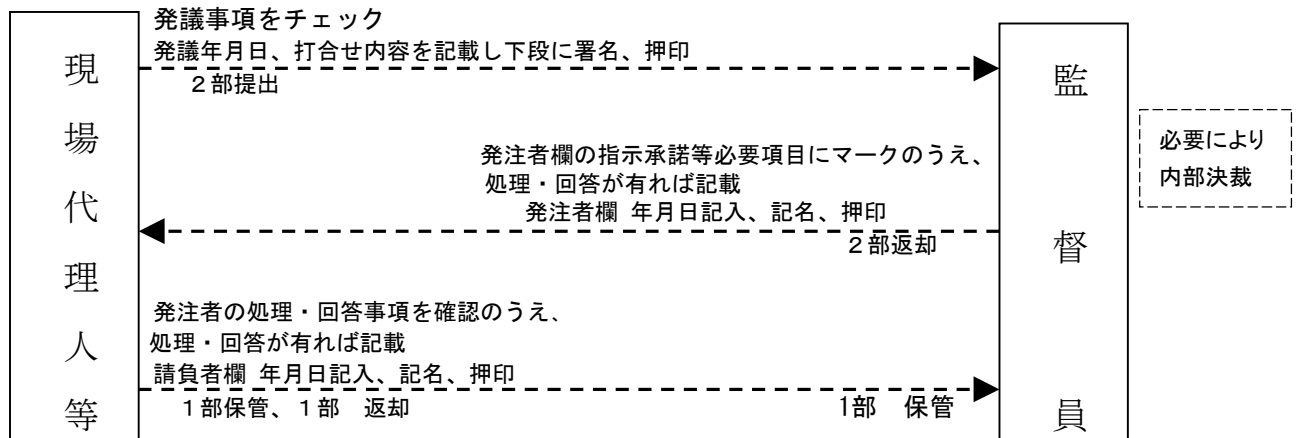 発議事項をチェック
発議年月日、打合せ内容を記載し下段に署名、押印
２部提出
現場代理人等
監督員
必要により
内部決裁
発注者欄の指示承諾等必要項目にマークのうえ、
処理・回答が有れば記載
発注者欄 年月日記入、記名、押印
２部返却
発注者の処理・回答事項を確認のうえ、
処理・回答が有れば記載
請負者欄 年月日記入、記名、押印
１部保管、１部　返却
1部　保管